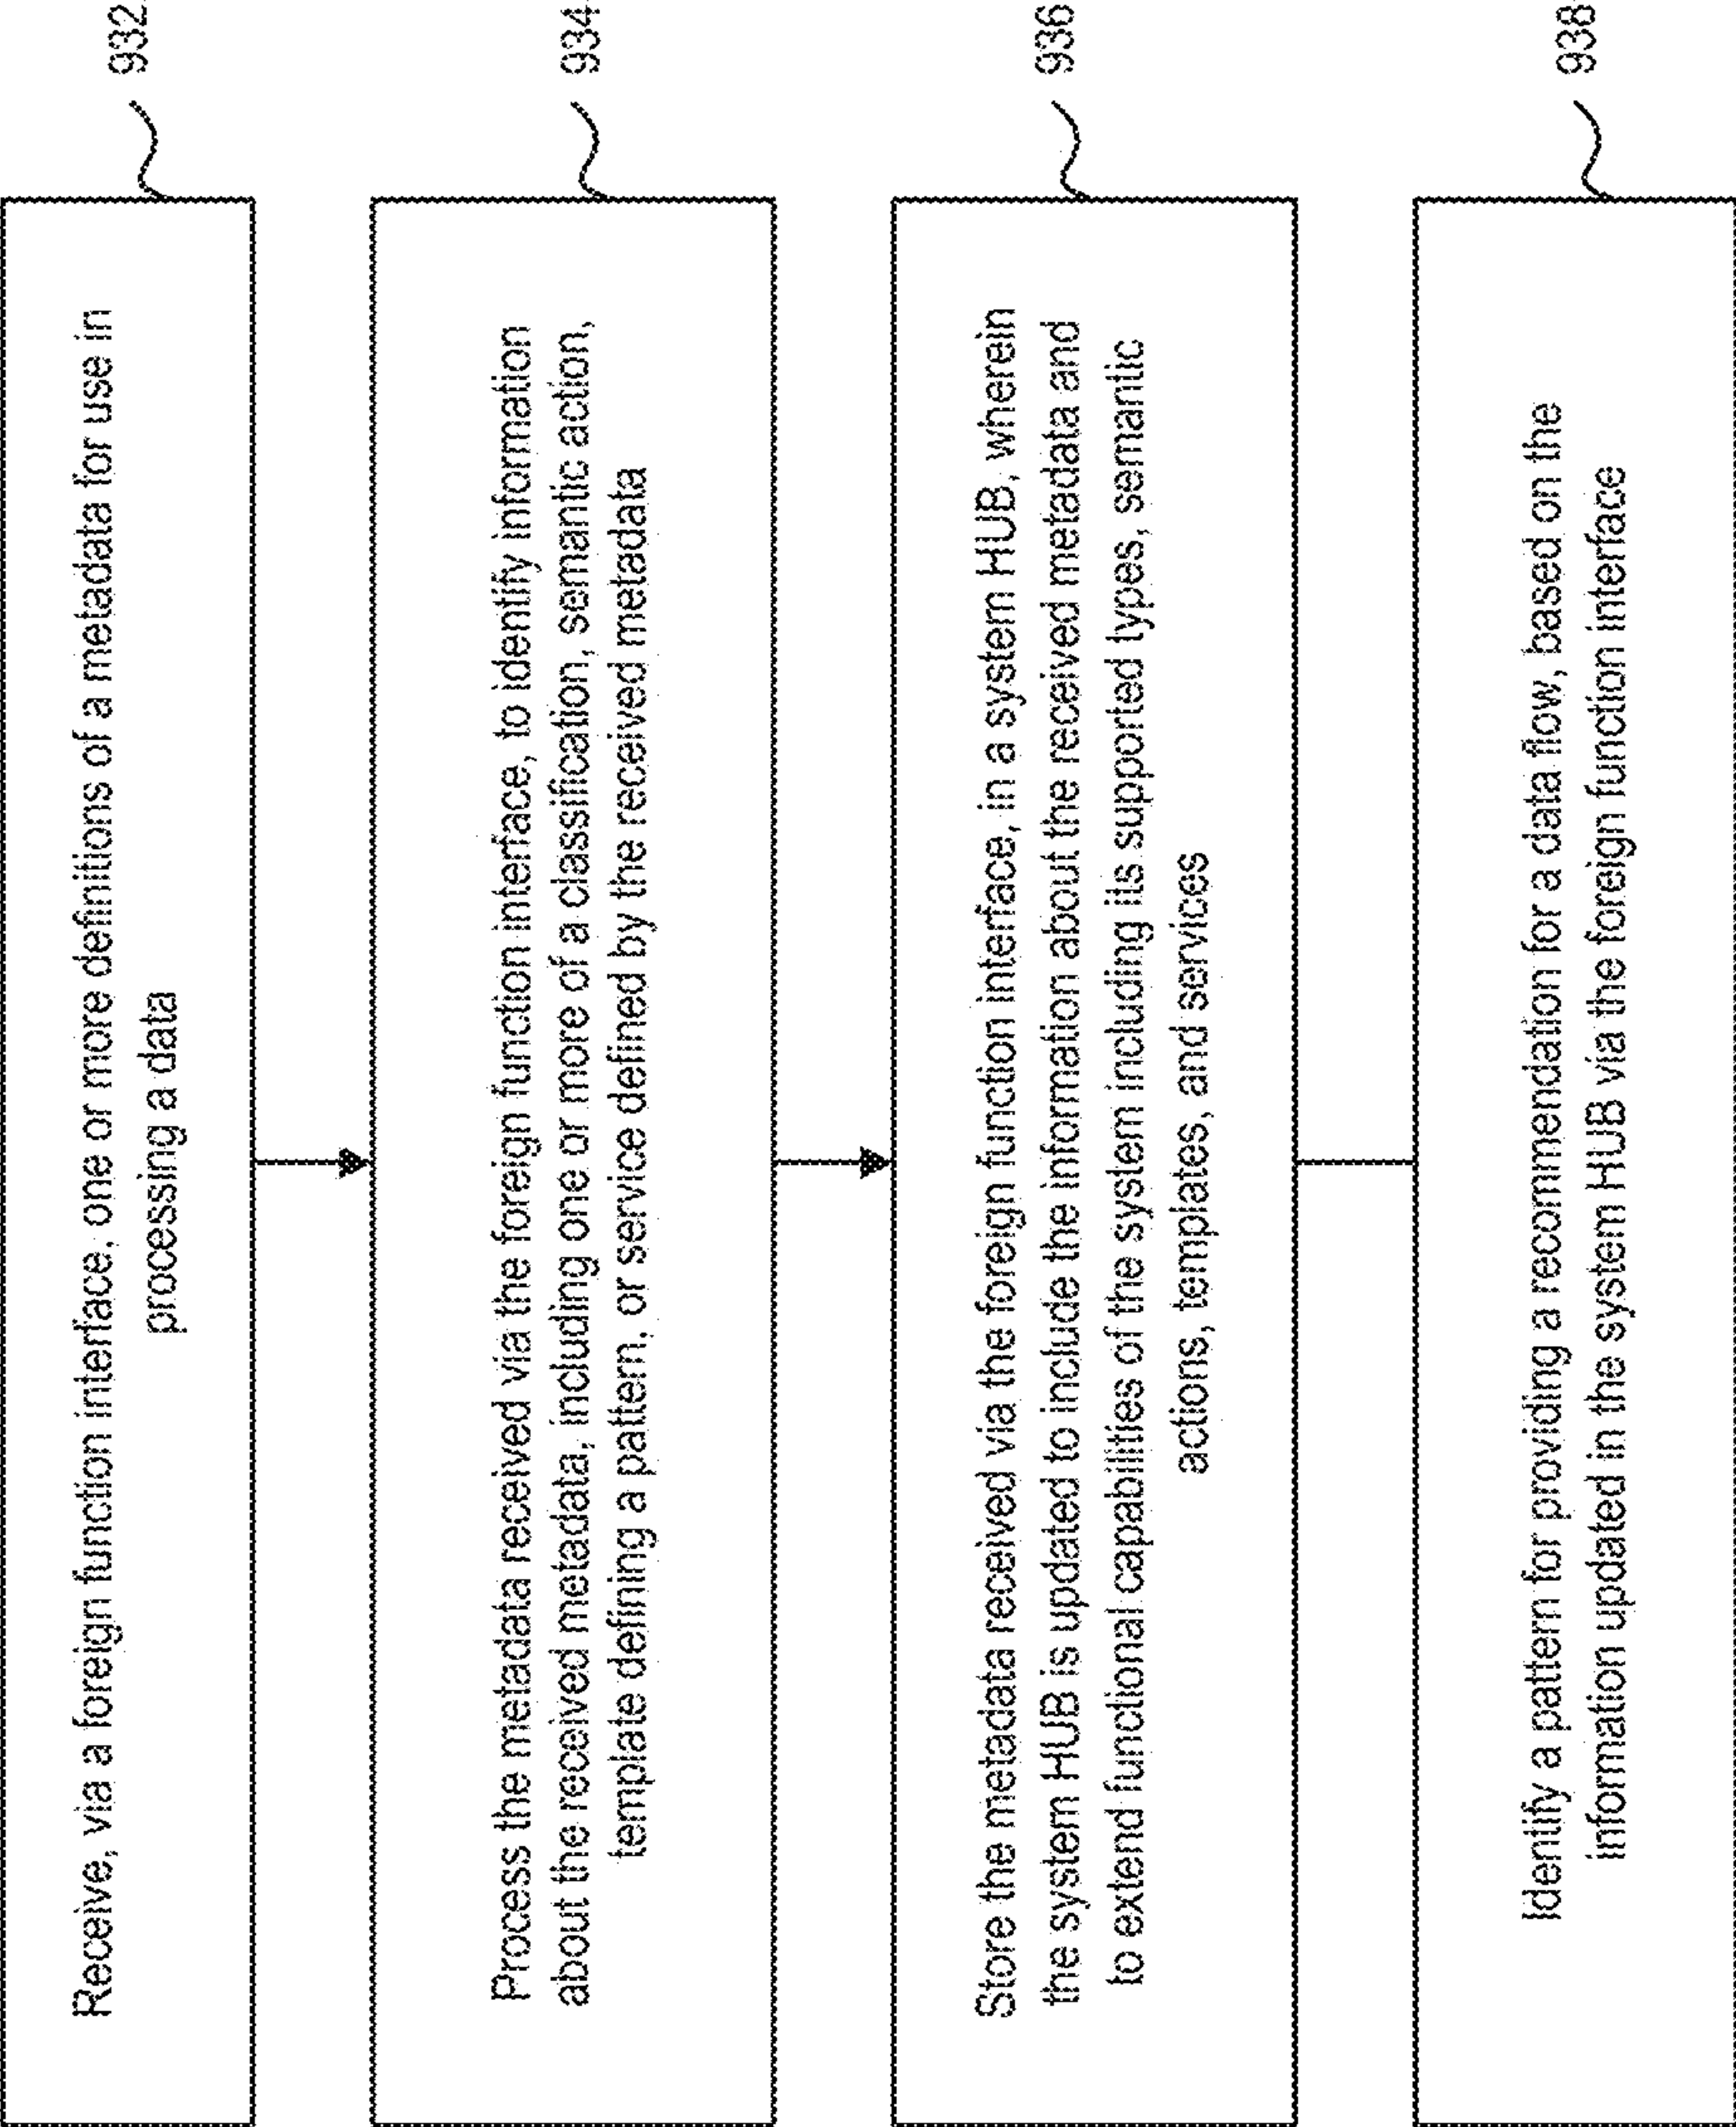 Receive, via a foreign function interface, one or more definitions of a metadata for use in
processing a data
932
Process the metadata received via the foreign function interface, to identify information
about the received metadata, including one or more of a classification, semantic action,
template defining a pattern, or service defined by the received metadata
934
Store the metadata received via the foreign function interface, in a system HUB, wherein
the system HUB is updated to include the information about the received metadata and
to extend functional capabilities of the system including its supported types, semantic
actions, templates, and services
936
Identify a pattern for providing a recommendation for a data flow, based on the
information updated in the system HUB via the foreign function interface
938